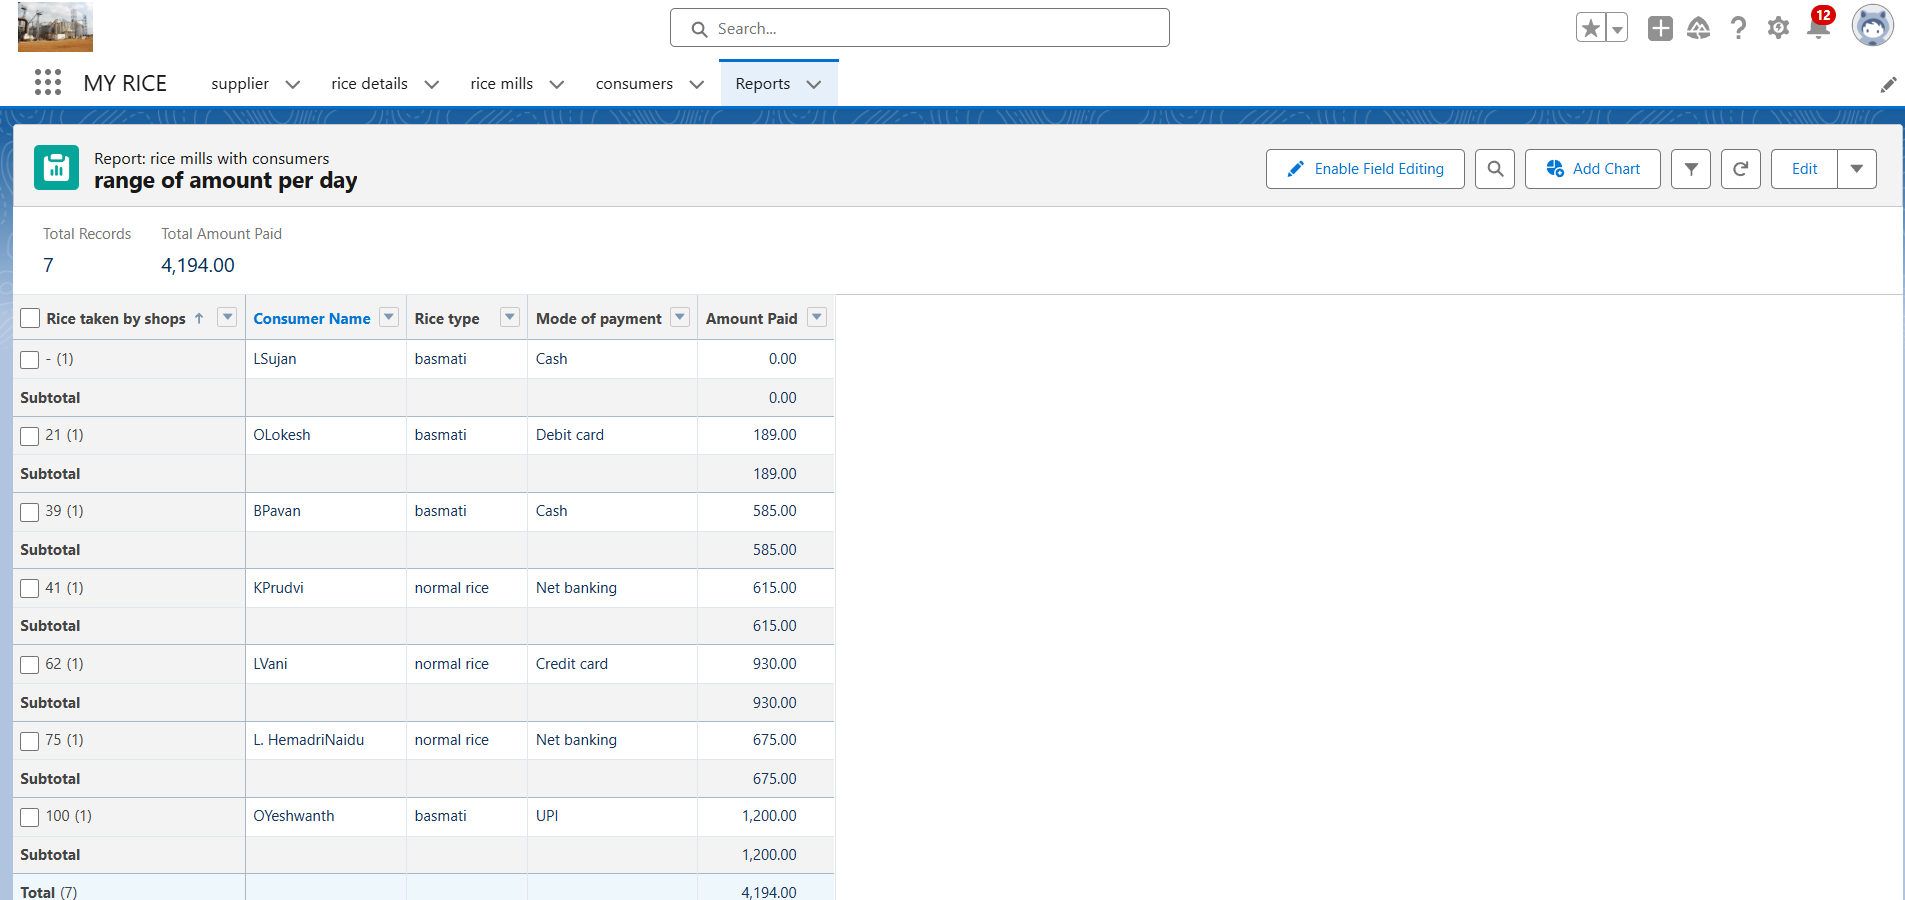 Search...
12
MY RICE supplier rice details rice mills consumers Reports
Report: rice mills with consumers
range of amount per day
Enable Field Editing Add Chart Edit
Total Records Total Amount Paid
7 4,194.00
Rice taken by shops ↑ Consumer Name Rice type Mode of payment Amount Paid
- (1) LSujan basmati Cash 0.00
Subtotal 0.00
21 (1) OLokesh basmati Debit card 189.00
Subtotal 189.00
39 (1) BPavan basmati Cash 585.00
Subtotal 585.00
41 (1) KPrudvi normal rice Net banking 615.00
Subtotal 615.00
62 (1) LVani normal rice Credit card 930.00
Subtotal 930.00
75 (1) L. HemadriNaidu normal rice Net banking 675.00
Subtotal 675.00
100 (1) OYeshwanth basmati UPI 1,200.00
Subtotal 1,200.00
Total (7) 4,194.00